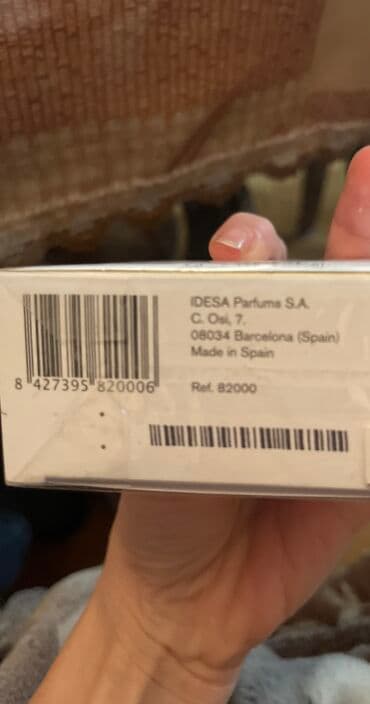 IDESA Parfums S.A.
C. Osi, 7.
08034 Barcelona (Spain)
Made in Spain
8 427395 820006
Ref. 82000